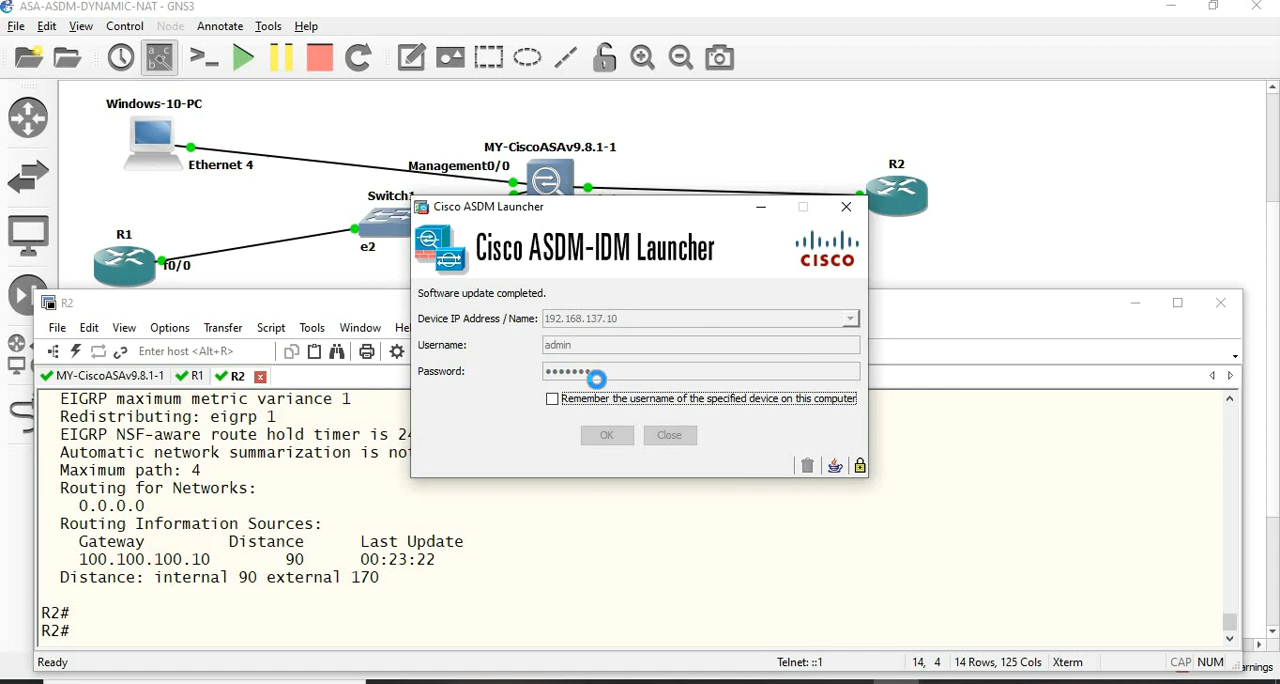 ASA-ASDM-DYNAMIC-NAT - GNS3
File Edit View Control Node Annotate Tools Help
Windows-10-PC
Ethernet 4
MY-CiscoASAv9.8.1-1
Management0/0
R2
Switch1
e2
R1
f0/0
Cisco ASDM Launcher
Cisco ASDM-IDM Launcher
CISCO
Software update completed.
Device IP Address / Name: 192.168.137.10
Username: admin
Password:
Remember the username of the specified device on this computer
OK Close
R2
File Edit View Options Transfer Script Tools Window He
Enter host <Alt+R>
MY-CiscoASAv9.8.1-1 R1 R2
EIGRP maximum metric variance 1
Redistributing: eigrp 1
EIGRP NSF-aware route hold timer is 24
Automatic network summarization is not
Maximum path: 4
Routing for Networks:
0.0.0.0
Routing Information Sources:
Gateway Distance Last Update
100.100.100.10 90 00:23:22
Distance: internal 90 external 170
R2#
R2#
Ready Telnet: ::1 14, 4 14 Rows, 125 Cols Xterm CAP NUM